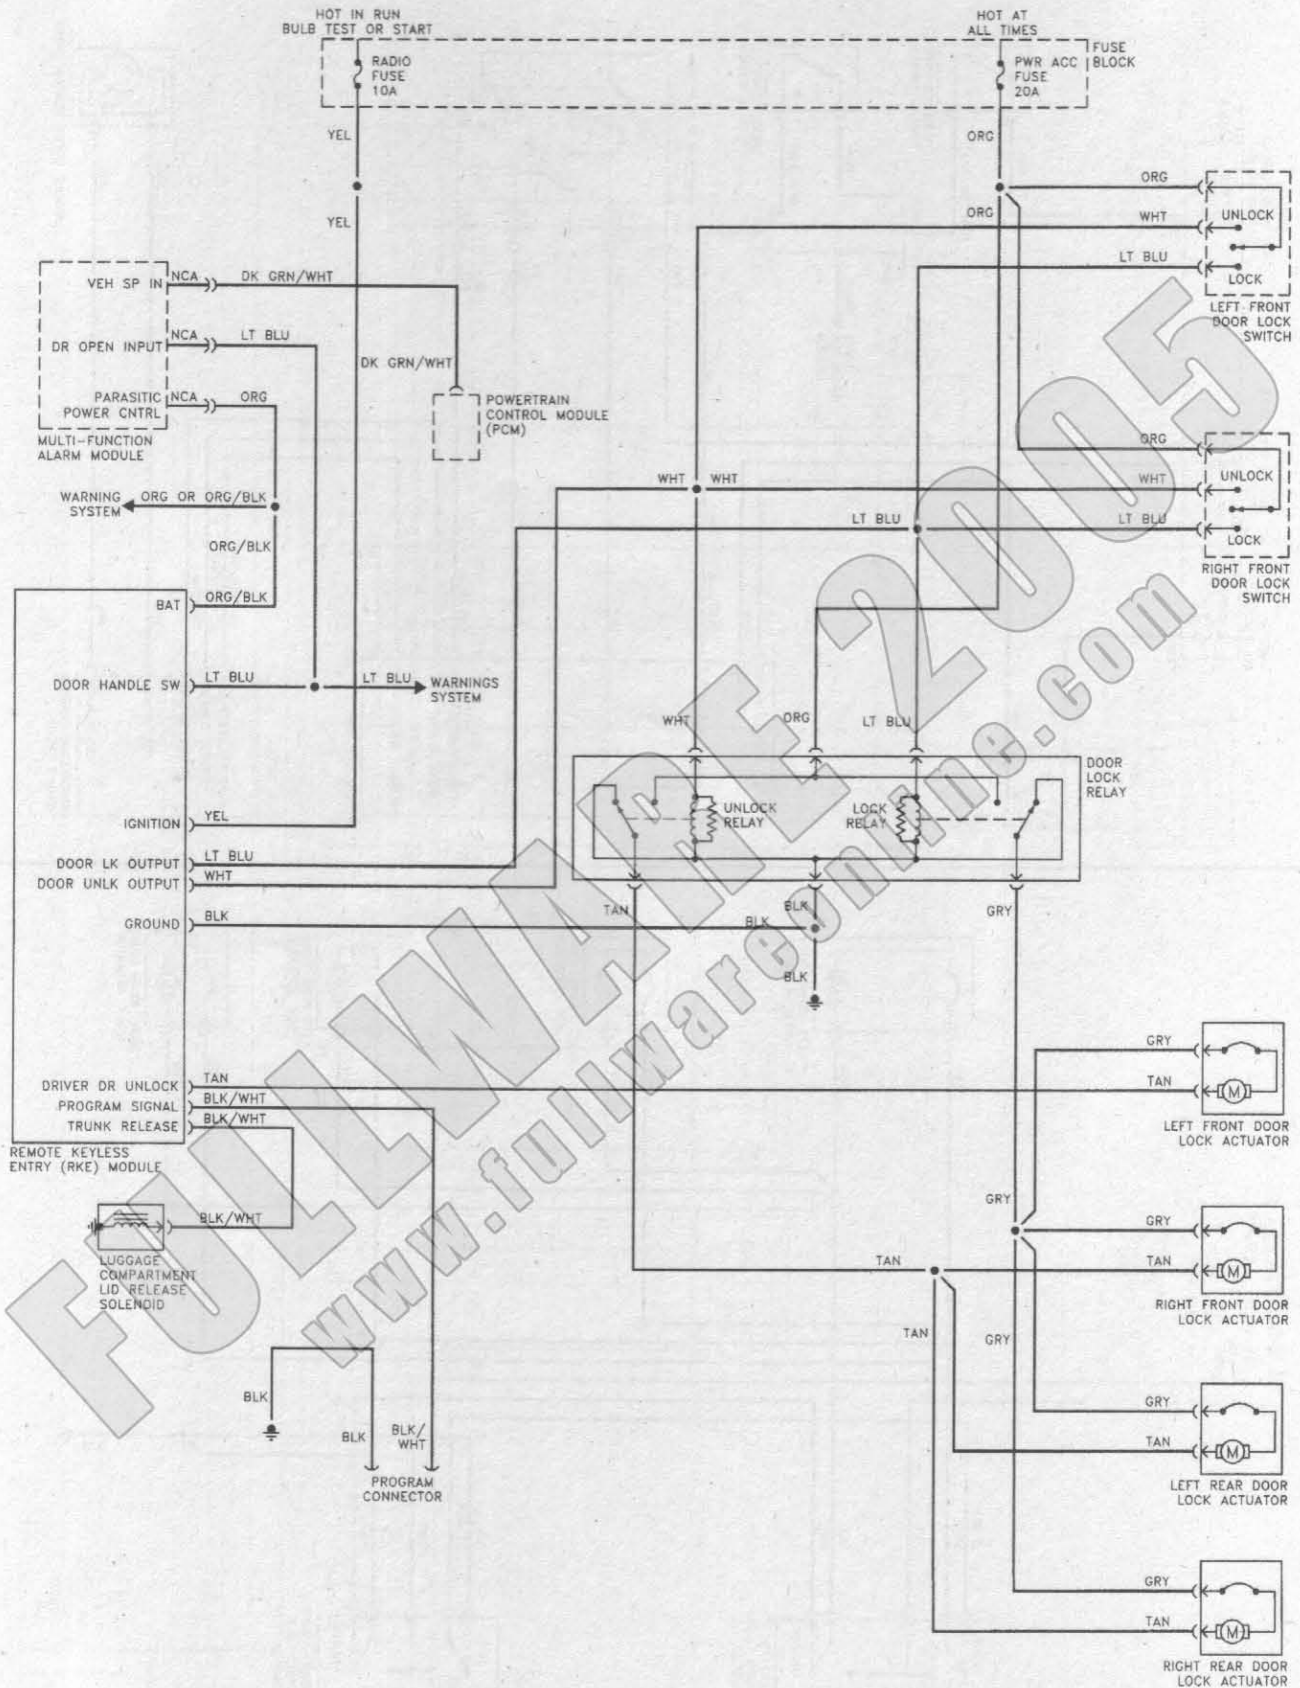 HOT IN RUN
BULB TEST OR START
HOT AT
ALL TIMES
RADIO
FUSE
10A
PWR ACC
FUSE
20A
FUSE
BLOCK
YEL
ORG
YEL
ORG
ORG
WHT
LT BLU
UNLOCK
LOCK
LEFT FRONT
DOOR LOCK
SWITCH
VEH SP IN
NCA
DK GRN/WHT
DR OPEN INPUT
NCA
LT BLU
PARASITIC
POWER CNTRL
NCA
ORG
MULTI-FUNCTION
ALARM MODULE
DK GRN/WHT
POWERTRAIN
CONTROL MODULE
(PCM)
WARNING
SYSTEM
ORG OR ORG/BLK
ORG/BLK
WHT
WHT
LT BLU
ORG
WHT
LT BLU
UNLOCK
LOCK
RIGHT FRONT
DOOR LOCK
SWITCH
BAT
ORG/BLK
DOOR HANDLE SW
LT BLU
LT BLU
WARNINGS
SYSTEM
WHT
ORG
LT BLU
DOOR
LOCK
RELAY
UNLOCK
RELAY
LOCK
RELAY
IGNITION
YEL
DOOR LK OUTPUT
LT BLU
DOOR UNLK OUTPUT
WHT
GROUND
BLK
TAN
BLK
BLK
GRY
BLK
DRIVER DR UNLOCK
TAN
PROGRAM SIGNAL
BLK/WHT
TRUNK RELEASE
BLK/WHT
REMOTE KEYLESS
ENTRY (RKE) MODULE
BLK/WHT
LUGGAGE
COMPARTMENT
LID RELEASE
SOLENOID
GRY
TAN
M
LEFT FRONT DOOR
LOCK ACTUATOR
GRY
GRY
TAN
TAN
M
RIGHT FRONT DOOR
LOCK ACTUATOR
TAN
GRY
BLK
BLK
BLK/
WHT
PROGRAM
CONNECTOR
GRY
TAN
M
LEFT REAR DOOR
LOCK ACTUATOR
GRY
TAN
M
RIGHT REAR DOOR
LOCK ACTUATOR
FULLWARE 2005
www.fullwareonline.com